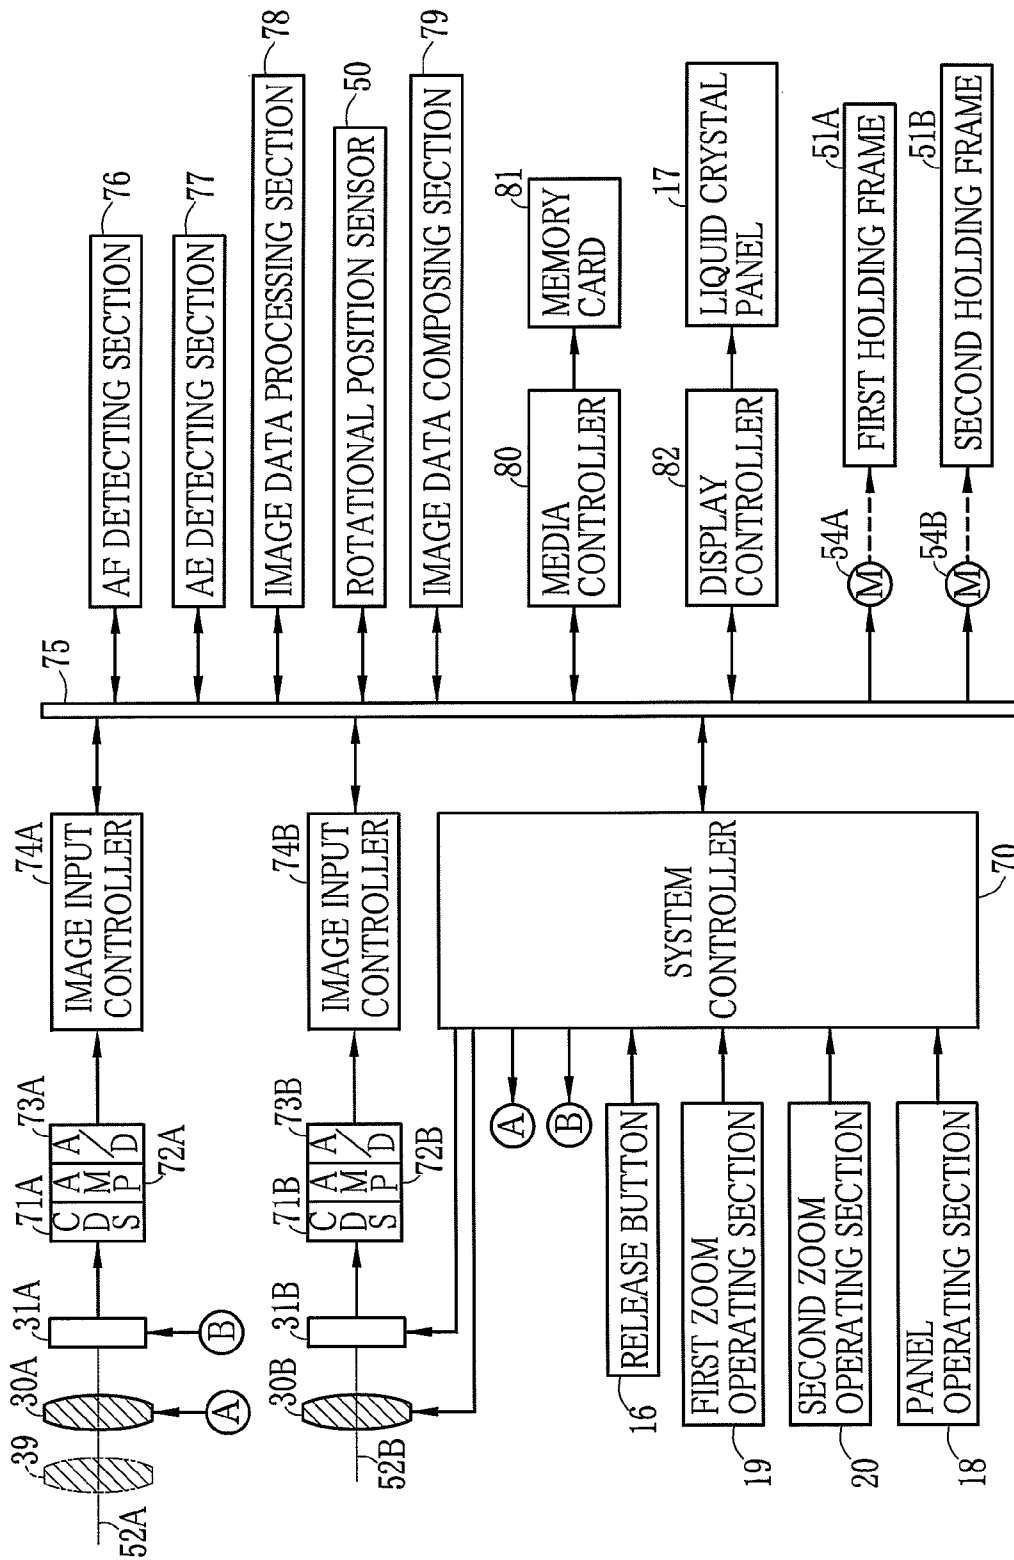 39
30A
31A
71A
73A
74A
75
C
D
S
A
M
P
A/D
IMAGE INPUT
CONTROLLER
52A
A
B
72A
30B
31B
71B
73B
74B
C
D
S
A
M
P
A/D
IMAGE INPUT
CONTROLLER
52B
72B
A
B
SYSTEM
CONTROLLER
70
16
RELEASE BUTTON
FIRST ZOOM
OPERATING SECTION
19
SECOND ZOOM
OPERATING SECTION
20
PANEL
OPERATING SECTION
18
AF DETECTING SECTION
76
AE DETECTING SECTION
77
IMAGE DATA PROCESSING SECTION
78
ROTATIONAL POSITION SENSOR
50
IMAGE DATA COMPOSING SECTION
79
80
MEDIA
CONTROLLER
81
MEMORY
CARD
82
DISPLAY
CONTROLLER
17
LIQUID CRYSTAL
PANEL
54A
M
FIRST HOLDING FRAME
51A
54B
M
SECOND HOLDING FRAME
51B